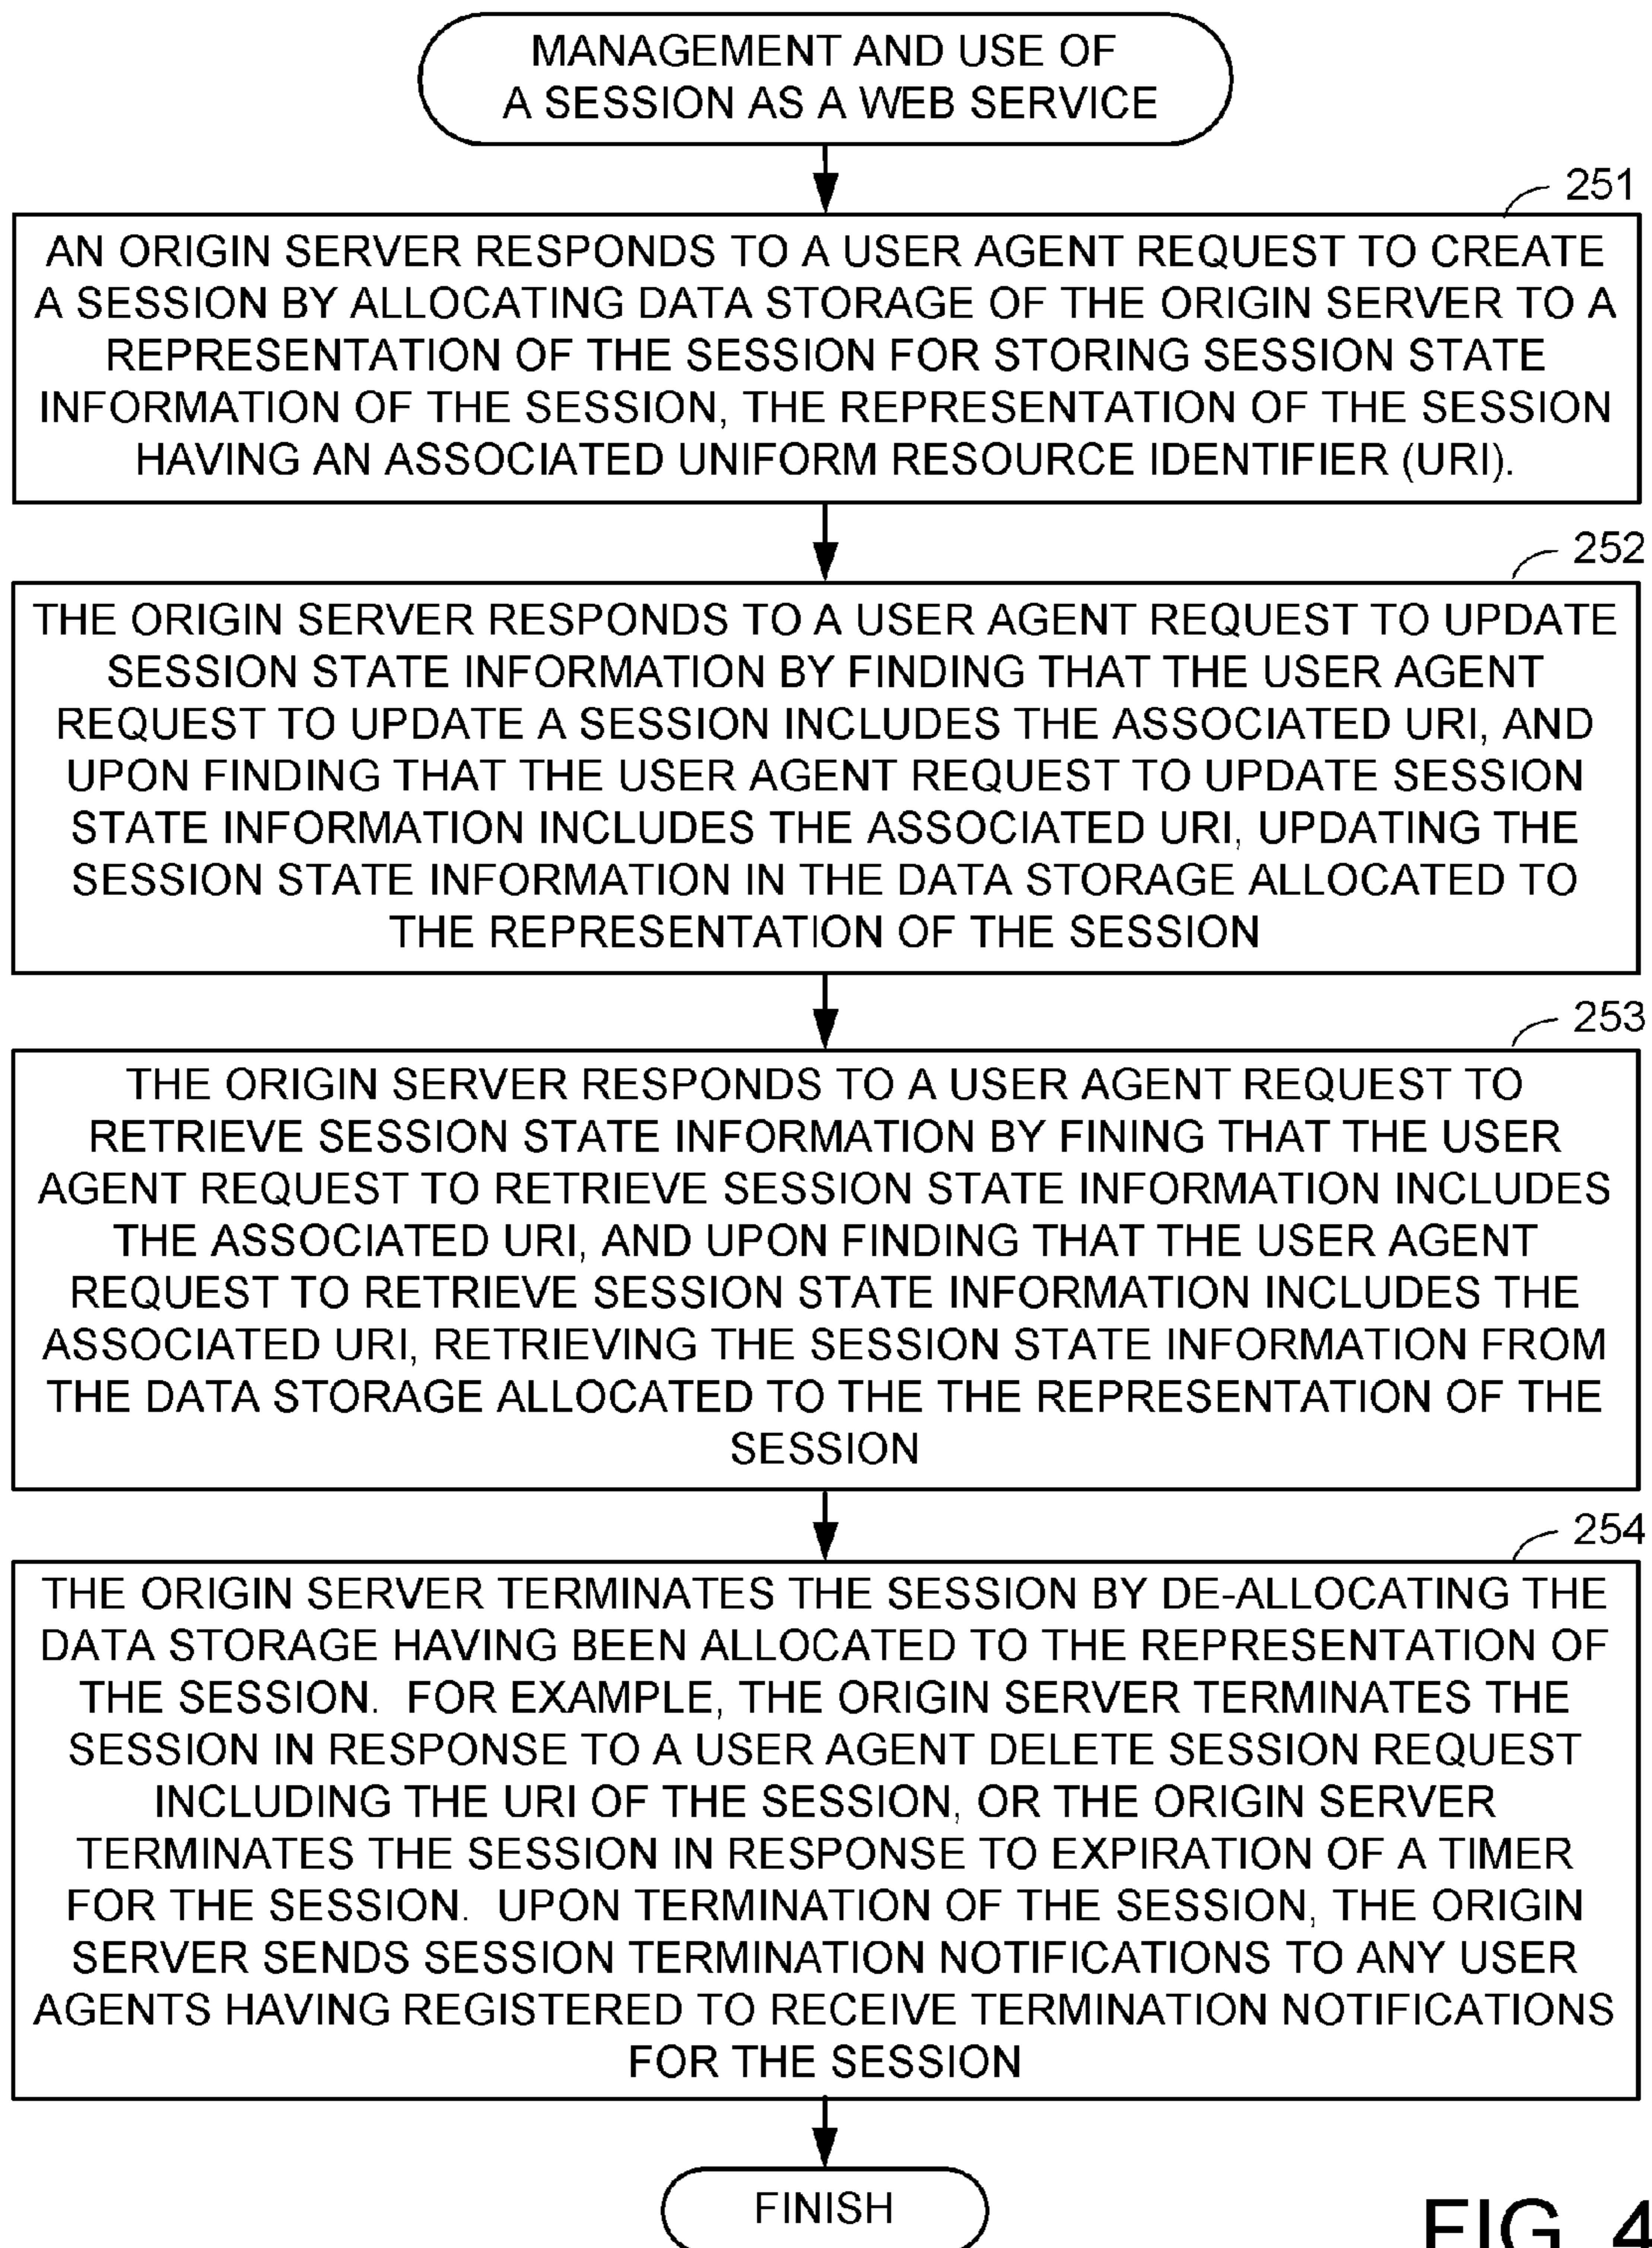 MANAGEMENT AND USE OF
A SESSION AS A WEB SERVICE
251
AN ORIGIN SERVER RESPONDS TO A USER AGENT REQUEST TO CREATE
A SESSION BY ALLOCATING DATA STORAGE OF THE ORIGIN SERVER TO A
REPRESENTATION OF THE SESSION FOR STORING SESSION STATE
INFORMATION OF THE SESSION, THE REPRESENTATION OF THE SESSION
HAVING AN ASSOCIATED UNIFORM RESOURCE IDENTIFIER (URI).
252
THE ORIGIN SERVER RESPONDS TO A USER AGENT REQUEST TO UPDATE
SESSION STATE INFORMATION BY FINDING THAT THE USER AGENT
REQUEST TO UPDATE A SESSION INCLUDES THE ASSOCIATED URI, AND
UPON FINDING THAT THE USER AGENT REQUEST TO UPDATE SESSION
STATE INFORMATION INCLUDES THE ASSOCIATED URI, UPDATING THE
SESSION STATE INFORMATION IN THE DATA STORAGE ALLOCATED TO
THE REPRESENTATION OF THE SESSION
253
THE ORIGIN SERVER RESPONDS TO A USER AGENT REQUEST TO
RETRIEVE SESSION STATE INFORMATION BY FINING THAT THE USER
AGENT REQUEST TO RETRIEVE SESSION STATE INFORMATION INCLUDES
THE ASSOCIATED URI, AND UPON FINDING THAT THE USER AGENT
REQUEST TO RETRIEVE SESSION STATE INFORMATION INCLUDES THE
ASSOCIATED URI, RETRIEVING THE SESSION STATE INFORMATION FROM
THE DATA STORAGE ALLOCATED TO THE THE REPRESENTATION OF THE
SESSION
254
THE ORIGIN SERVER TERMINATES THE SESSION BY DE-ALLOCATING THE
DATA STORAGE HAVING BEEN ALLOCATED TO THE REPRESENTATION OF
THE SESSION. FOR EXAMPLE, THE ORIGIN SERVER TERMINATES THE
SESSION IN RESPONSE TO A USER AGENT DELETE SESSION REQUEST
INCLUDING THE URI OF THE SESSION, OR THE ORIGIN SERVER
TERMINATES THE SESSION IN RESPONSE TO EXPIRATION OF A TIMER
FOR THE SESSION. UPON TERMINATION OF THE SESSION, THE ORIGIN
SERVER SENDS SESSION TERMINATION NOTIFICATIONS TO ANY USER
AGENTS HAVING REGISTERED TO RECEIVE TERMINATION NOTIFICATIONS
FOR THE SESSION
FINISH
FIG. 4